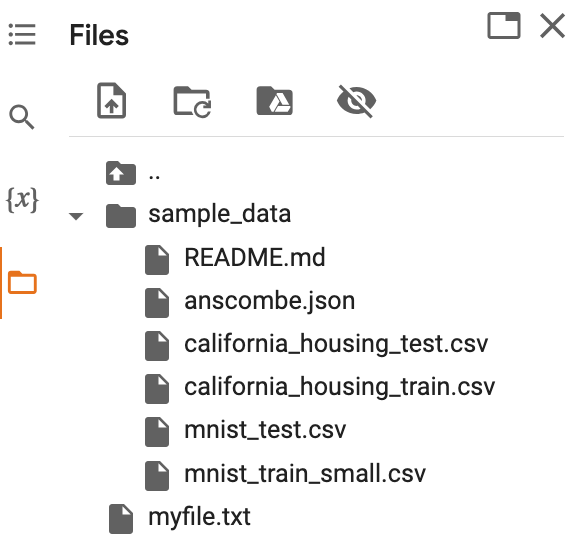 Files
..
{x}
sample_data
README.md
anscombe.json
california_housing_test.csv
california_housing_train.csv
mnist_test.csv
mnist_train_small.csv
myfile.txt